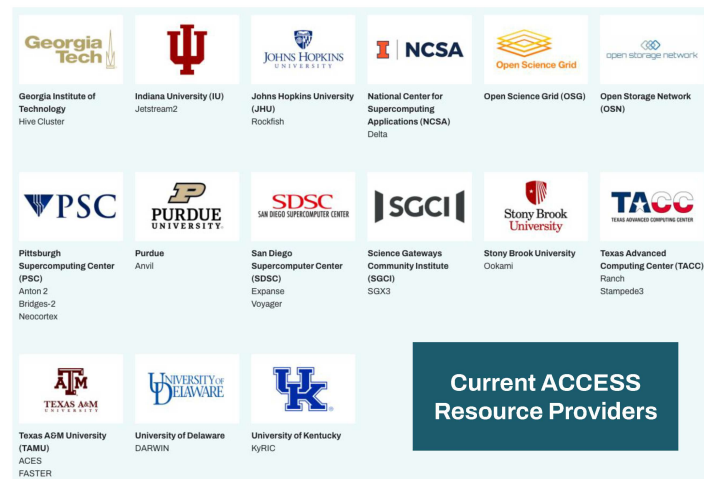 Georgia
Tech
JOHNS HOPKINS
UNIVERSITY
I NCSA
Open Science Grid
open storage network
Georgia Institute of
Technology
Hive Cluster
Indiana University (IU)
Jetstream2
Johns Hopkins University
(JHU)
Rockfish
National Center for
Supercomputing
Applications (NCSA)
Delta
Open Science Grid (OSG)
Open Storage Network
(OSN)
PSC
PURDUE
UNIVERSITY
SDSC
SAN DIEGO SUPERCOMPUTER CENTER
SGCI
Stony Brook
University
TACC
TEXAS ADVANCED COMPUTING CENTER
Pittsburgh
Supercomputing Center
(PSC)
Anton 2
Bridges-2
Neocortex
Purdue
Anvil
San Diego
Supercomputer Center
(SDSC)
Expanse
Voyager
Science Gateways
Community Institute
(SGCI)
SGX3
Stony Brook University
Ookami
Texas Advanced
Computing Center (TACC)
Ranch
Stampede3
ATM
TEXAS A&M
UNIVERSITY
UNIVERSITY OF
DELAWARE
UK
Texas A&M University
(TAMU)
ACES
FASTER
University of Delaware
DARWIN
University of Kentucky
KyRIC
Current ACCESS
Resource Providers